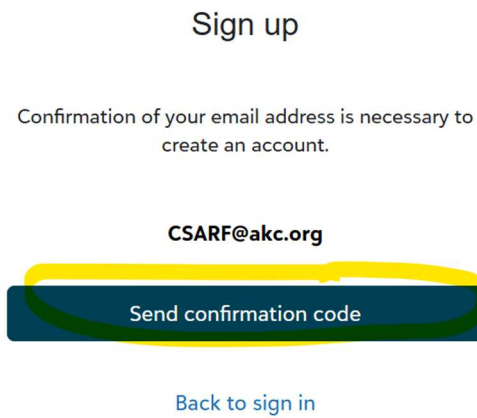 Sign up
Confirmation of your email address is necessary to
create an account.
CSARF@akc.org
Send confirmation code
Back to sign in